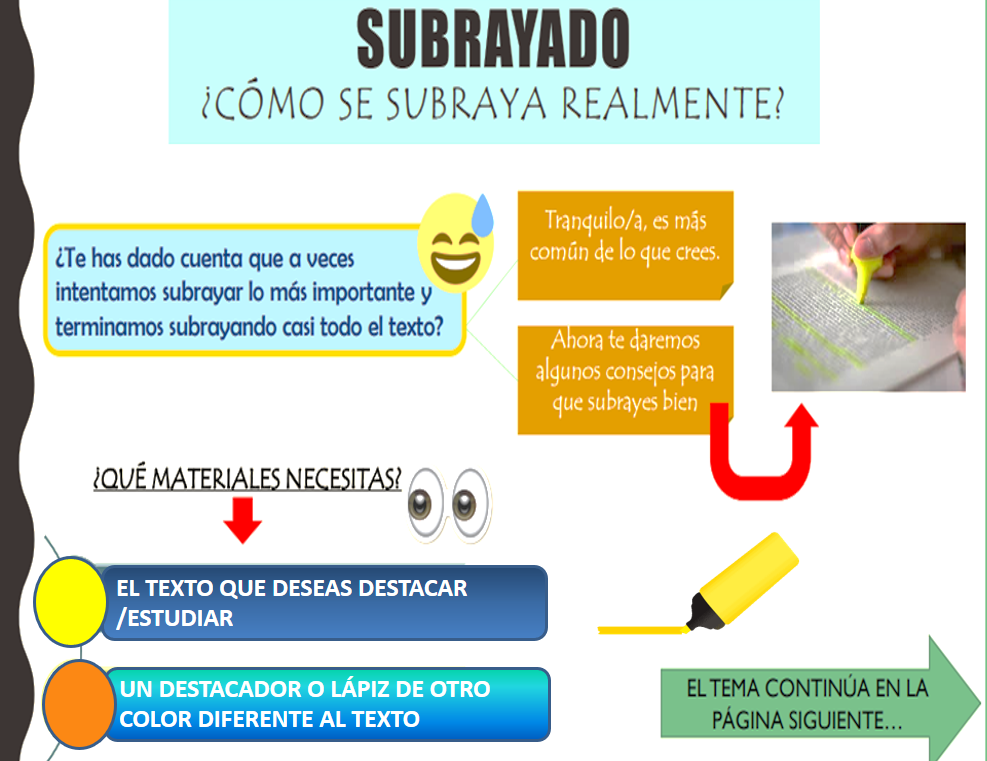 SUBRAYADO
¿CÓMO SE SUBRAYA REALMENTE?
¿Te has dado cuenta que a veces
intentamos subrayar lo más importante y
terminamos subrayando casi todo el texto?
Tranquilo/a, es más
común de lo que crees.
Ahora te daremos
algunos consejos para
que subrayes bien
¿QUÉ MATERIALES NECESITAS?
EL TEXTO QUE DESEAS DESTACAR
/ESTUDIAR
UN DESTACADOR O LÁPIZ DE OTRO
COLOR DIFERENTE AL TEXTO
EL TEMA CONTINÚA EN LA
PÁGINA SIGUIENTE...